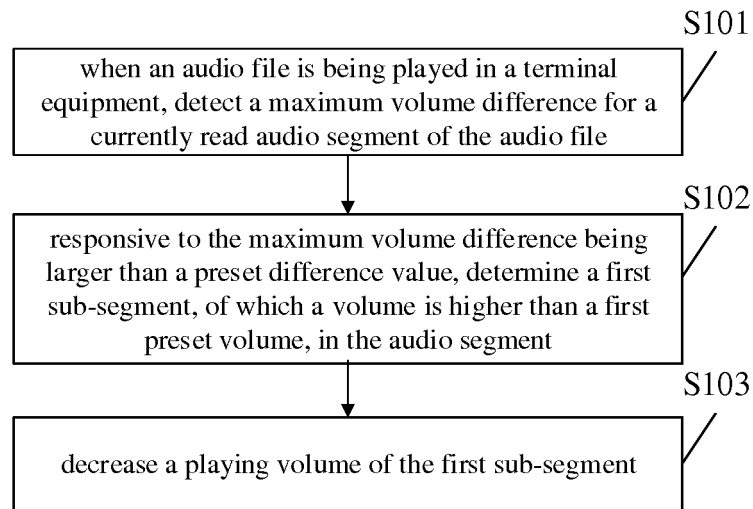 S101
when an audio file is being played in a terminal
equipment, detect a maximum volume difference for a
currently read audio segment of the audio file
S102
responsive to the maximum volume difference being
larger than a preset difference value, determine a first
sub-segment, of which a volume is higher than a first
preset volume, in the audio segment
S103
decrease a playing volume of the first sub-segment